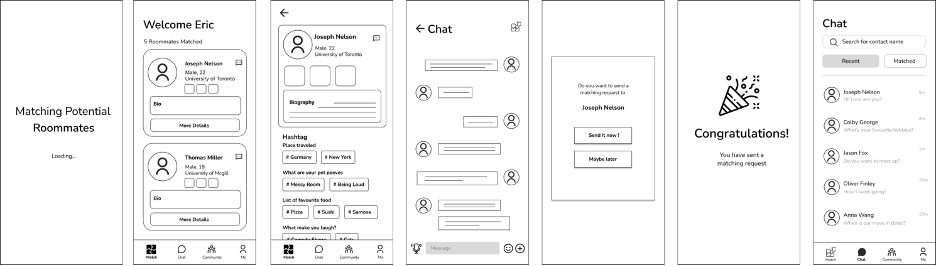 Matching Potential
Roommates
Loading...
Welcome Eric
5 Roommates Matched
Joseph Nelson
Male, 22
University of Toronto
Bio
More Details
Thomas Miller
Male, 19
University of Mcgill
Bio
More Details
Match
Chat
Community
Me
Joseph Nelson
Male, 22
University of Toronto
Biography
Hashtag
Place traveled
# Germany
# New York
What are your pet peeves
# Messy Room
# Being Loud
List of favourite food
# Pizza
# Sushi
# Samosa
What make you laugh?
Match
Chat
Community
Me
Chat
Message
Do you want to send a
matching request to
Joseph Nelson
Send it now !
Maybe later
Congratulations!
You have sent a
matching request
Chat
Search for contact name
Recent
Matched
Joseph Nelson
Hi! How are you?
Colby George
What's your favourite hobbies?
Jason Fox
Do you want to meet up?
Oliver Finley
How's work going?
Anna Wang
When is our move in dates?
Match
Chat
Community
Me